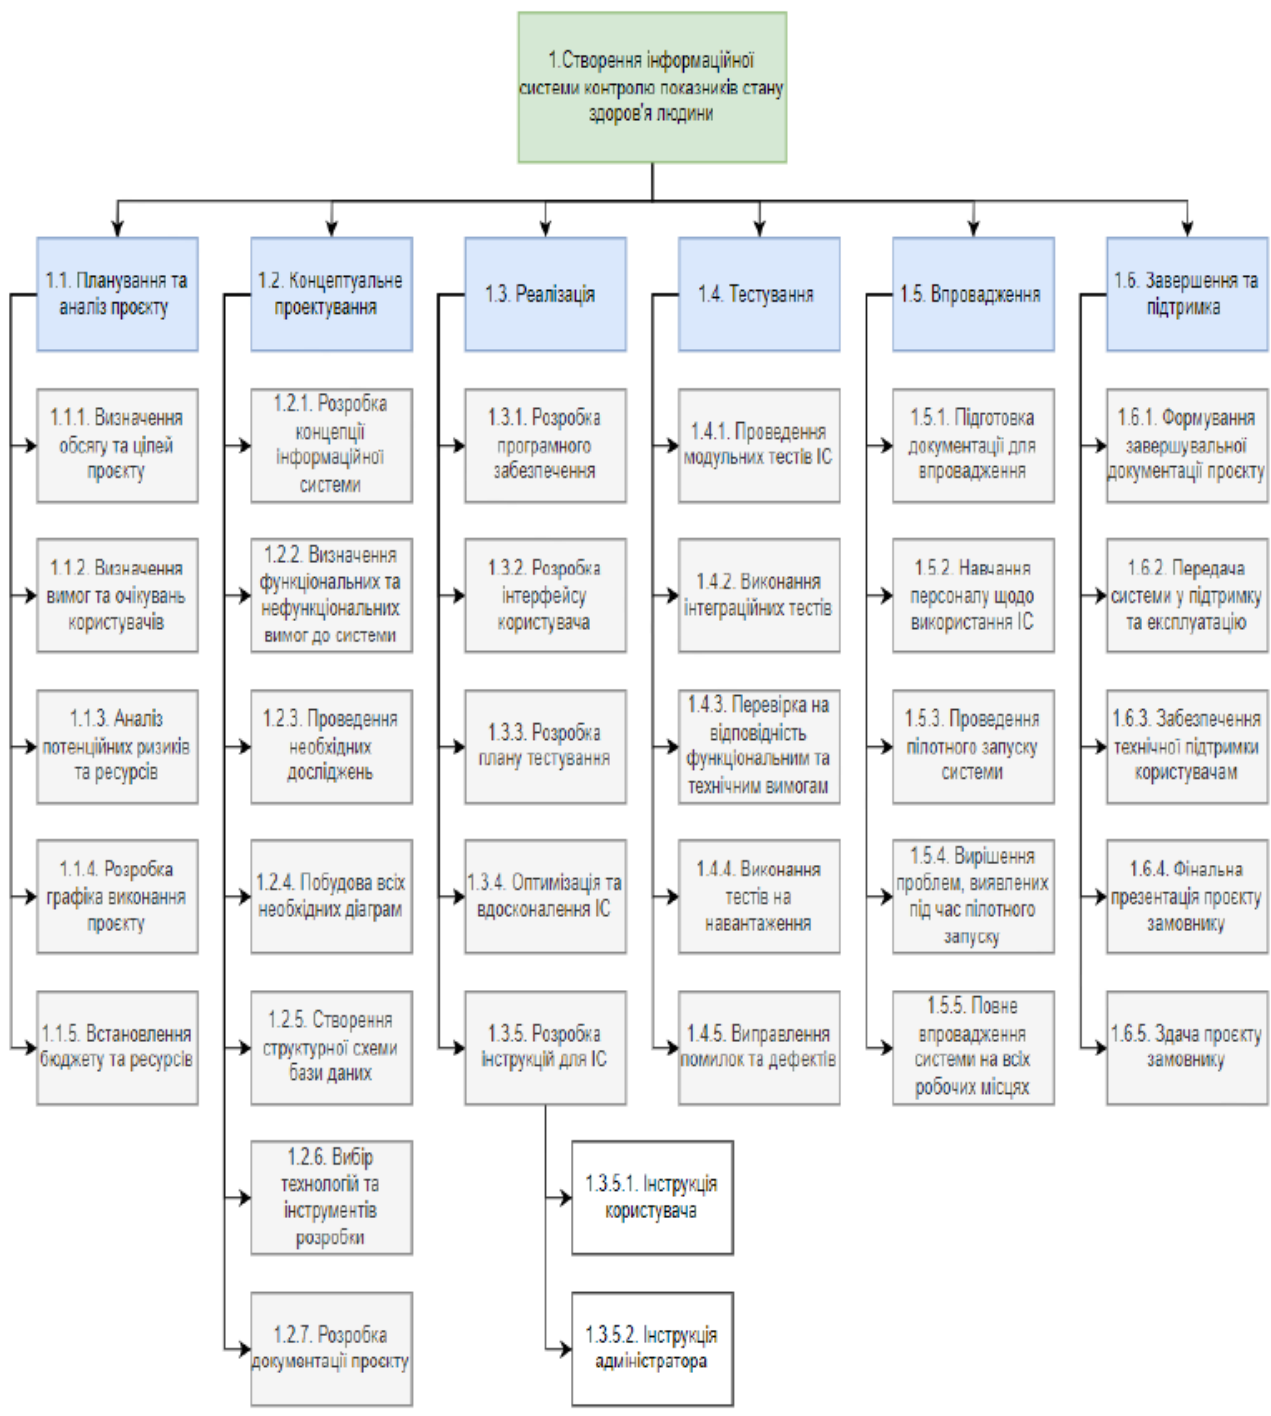 1.Створення інформаційної
системи контролю показників стану
здоров'я людини
1.1. Планування та
аналіз проєкту
1.1.1. Визначення
обсягу та цілей
проєкту
1.1.2. Визначення
вимог та очікувань
користувачів
1.1.3. Аналіз
потенційних ризиків
та ресурсів
1.1.4. Розробка
графіка виконання
проєкту
1.1.5. Встановлення
бюджету та ресурсів
1.2. Концептуальне
проектування
1.2.1. Розробка
концепції
інформаційної
системи
1.2.2. Визначення
функціональних та
нефункціональних
вимог до системи
1.2.3. Проведення
необхідних
досліджень
1.2.4. Побудова всіх
необхідних діаграм
1.2.5. Створення
структурної схеми
бази даних
1.2.6. Вибір
технологій та
інструментів
розробки
1.2.7. Розробка
документації проєкту
1.3. Реалізація
1.3.1. Розробка
програмного
забезпечення
1.3.2. Розробка
інтерфейсу
користувача
1.3.3. Розробка
плану тестування
1.3.4. Оптимізація та
вдосконалення ІС
1.3.5. Розробка
інструкцій для ІС
1.3.5.1. Інструкція
користувача
1.3.5.2. Інструкція
адміністратора
1.4. Тестування
1.4.1. Проведення
модульних тестів ІС
1.4.2. Виконання
інтеграційних тестів
1.4.3. Перевірка на
відповідність
функціональним та
технічним вимогам
1.4.4. Виконання
тестів на
навантаження
1.4.5. Виправлення
помилок та дефектів
1.5. Впровадження
1.5.1. Підготовка
документації для
впровадження
1.5.2. Навчання
персоналу щодо
використання ІС
1.5.3. Проведення
пілотного запуску
системи
1.5.4. Вирішення
проблем, виявлених
під час пілотного
запуску
1.5.5. Повне
впровадження
системи на всіх
робочих місцях
1.6. Завершення та
підтримка
1.6.1. Формування
завершувальної
документації проєкту
1.6.2. Передача
системи у підтримку
та експлуатацію
1.6.3. Забезпечення
технічної підтримки
користувачам
1.6.4. Фінальна
презентація проєкту
замовнику
1.6.5. Здача проєкту
замовнику